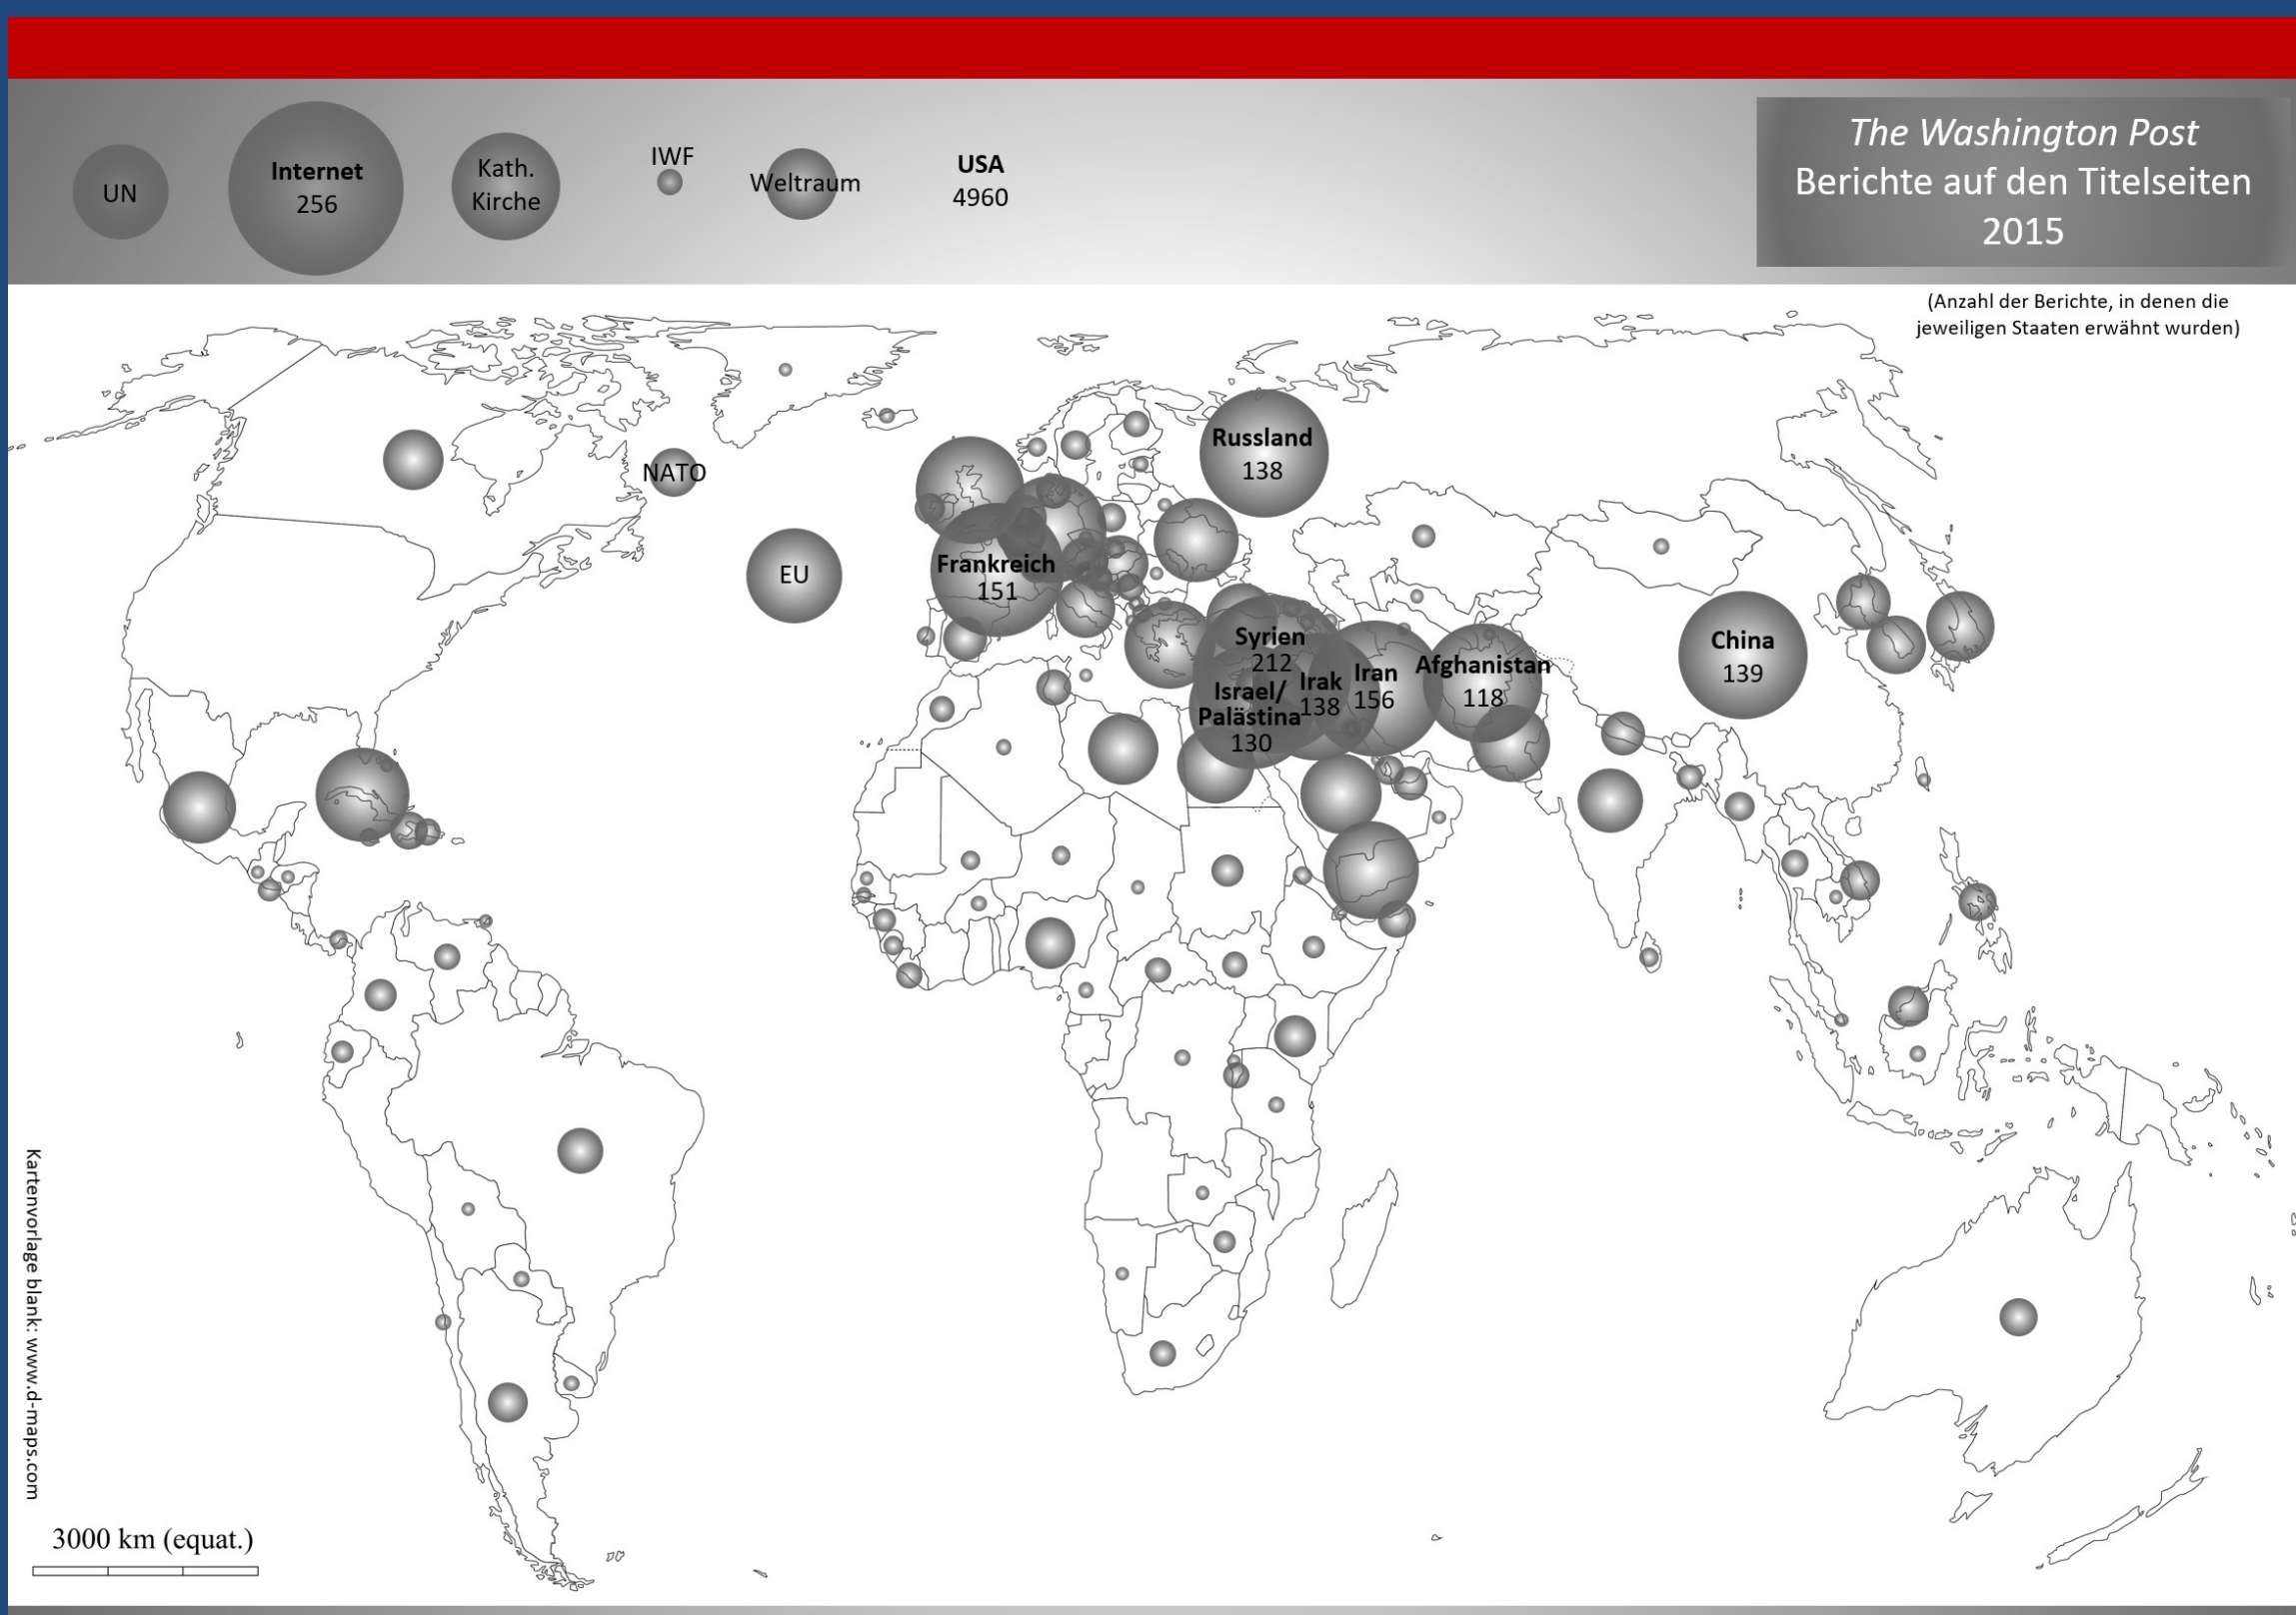 The Washington Post
Berichte auf den Titelseiten
2015
UN
Internet
256
Kath.
Kirche
IWF
Weltraum
USA
4960
(Anzahl der Berichte, in denen die
jeweiligen Staaten erwähnt wurden)
NATO
EU
Russland
138
Frankreich
151
Syrien
212
Israel/
Palästina
130
Irak
138
Iran
156
Afghanistan
118
China
139
Kartenvorlage blank: www.d-maps.com
3000 km (equat.)